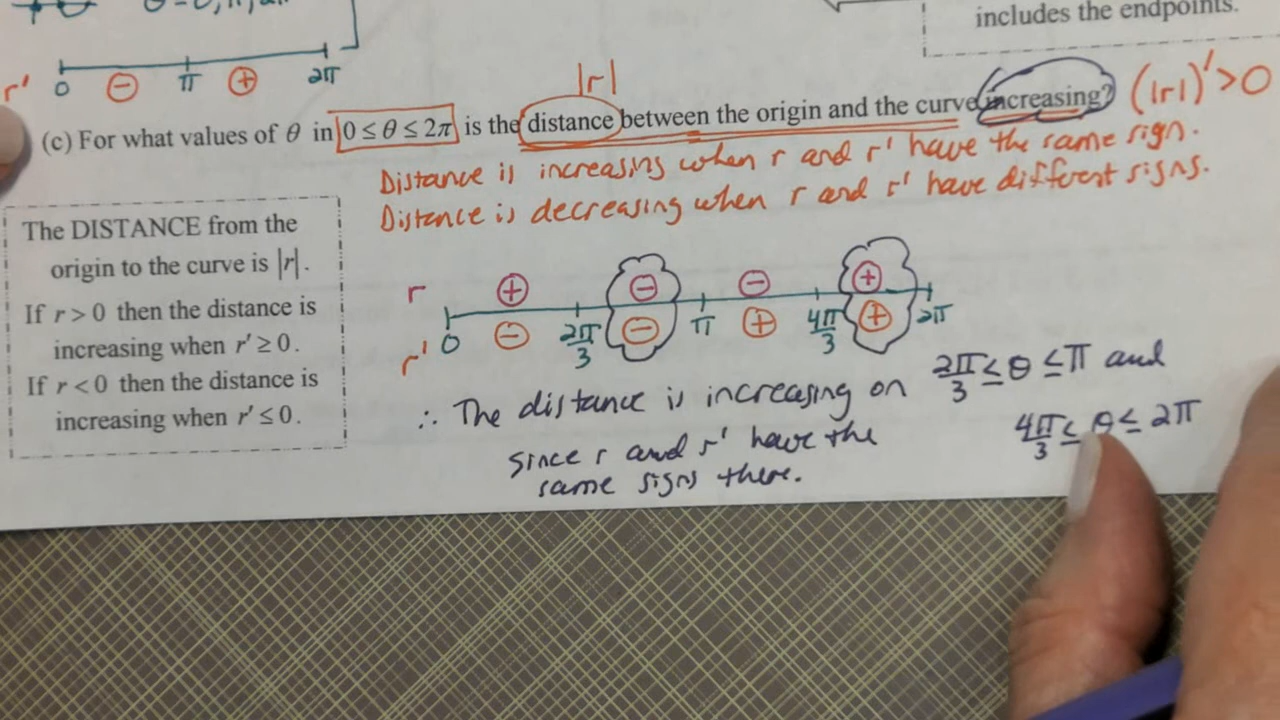 θ=0, π, 2π
includes the endpoints.
r' 0 ⊖ π ⊕ 2π
|r|
(|r|)' > 0
(c) For what values of θ in 0 ≤ θ ≤ 2π is the distance between the origin and the curve increasing?
Distance is increasing when r and r' have the same sign.
Distance is decreasing when r and r' have different signs.
The DISTANCE from the
origin to the curve is |r|.
If r > 0 then the distance is
increasing when r' ≥ 0.
If r < 0 then the distance is
increasing when r' ≤ 0.
r ⊕ ⊖ ⊖ ⊕
r' 0 ⊖ 2π/3 ⊖ π ⊕ 4π/3 ⊕ 2π
∴ The distance is increasing on 2π/3 ≤ θ ≤ π and
4π/3 ≤ θ ≤ 2π
since r and r' have the
same signs there.